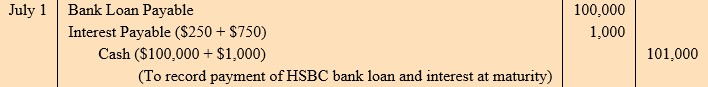 July 1 Bank Loan Payable 100,000
Interest Payable ($250 + $750) 1,000
Cash ($100,000 + $1,000) 101,000
(To record payment of HSBC bank loan and interest at maturity)